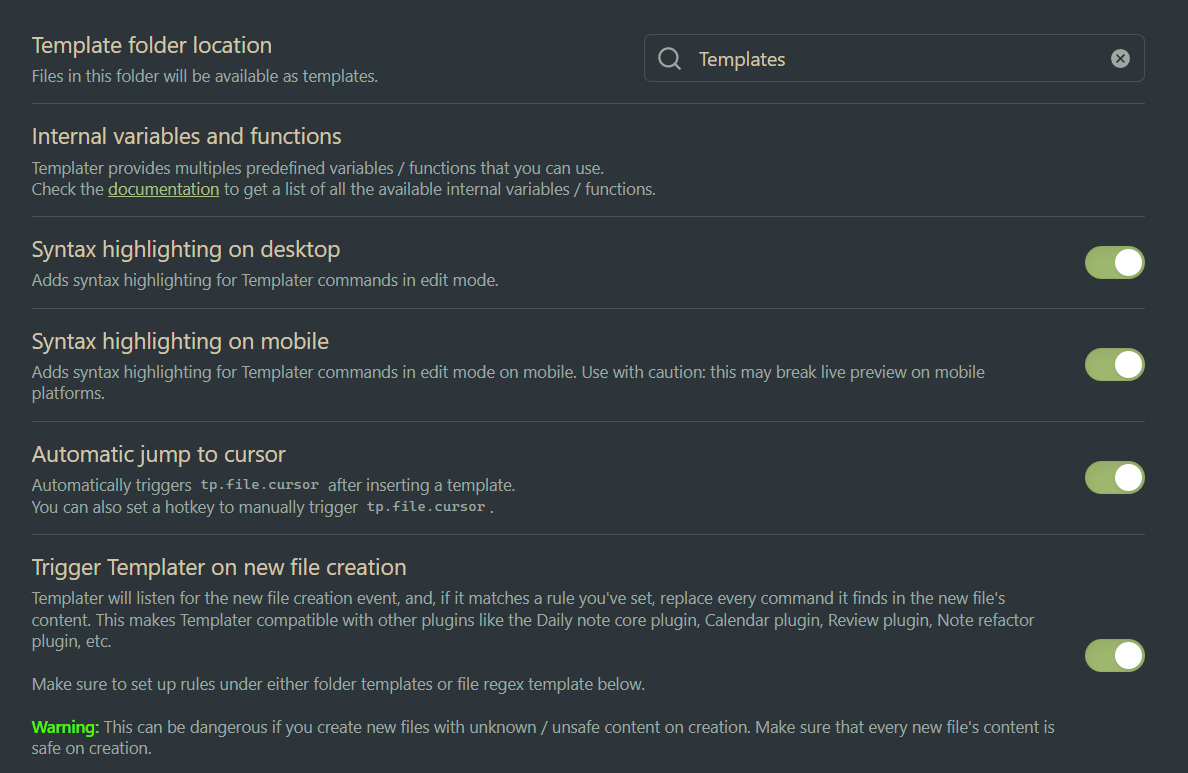 Template folder location
Files in this folder will be available as templates.
Templates
Internal variables and functions
Templater provides multiples predefined variables / functions that you can use.
Check the documentation to get a list of all the available internal variables / functions.
Syntax highlighting on desktop
Adds syntax highlighting for Templater commands in edit mode.
Syntax highlighting on mobile
Adds syntax highlighting for Templater commands in edit mode on mobile. Use with caution: this may break live preview on mobile
platforms.
Automatic jump to cursor
Automatically triggers tp.file.cursor after inserting a template.
You can also set a hotkey to manually trigger tp.file.cursor.
Trigger Templater on new file creation
Templater will listen for the new file creation event, and, if it matches a rule you've set, replace every command it finds in the new file's
content. This makes Templater compatible with other plugins like the Daily note core plugin, Calendar plugin, Review plugin, Note refactor
plugin, etc.
Make sure to set up rules under either folder templates or file regex template below.
Warning: This can be dangerous if you create new files with unknown / unsafe content on creation. Make sure that every new file's content is
safe on creation.